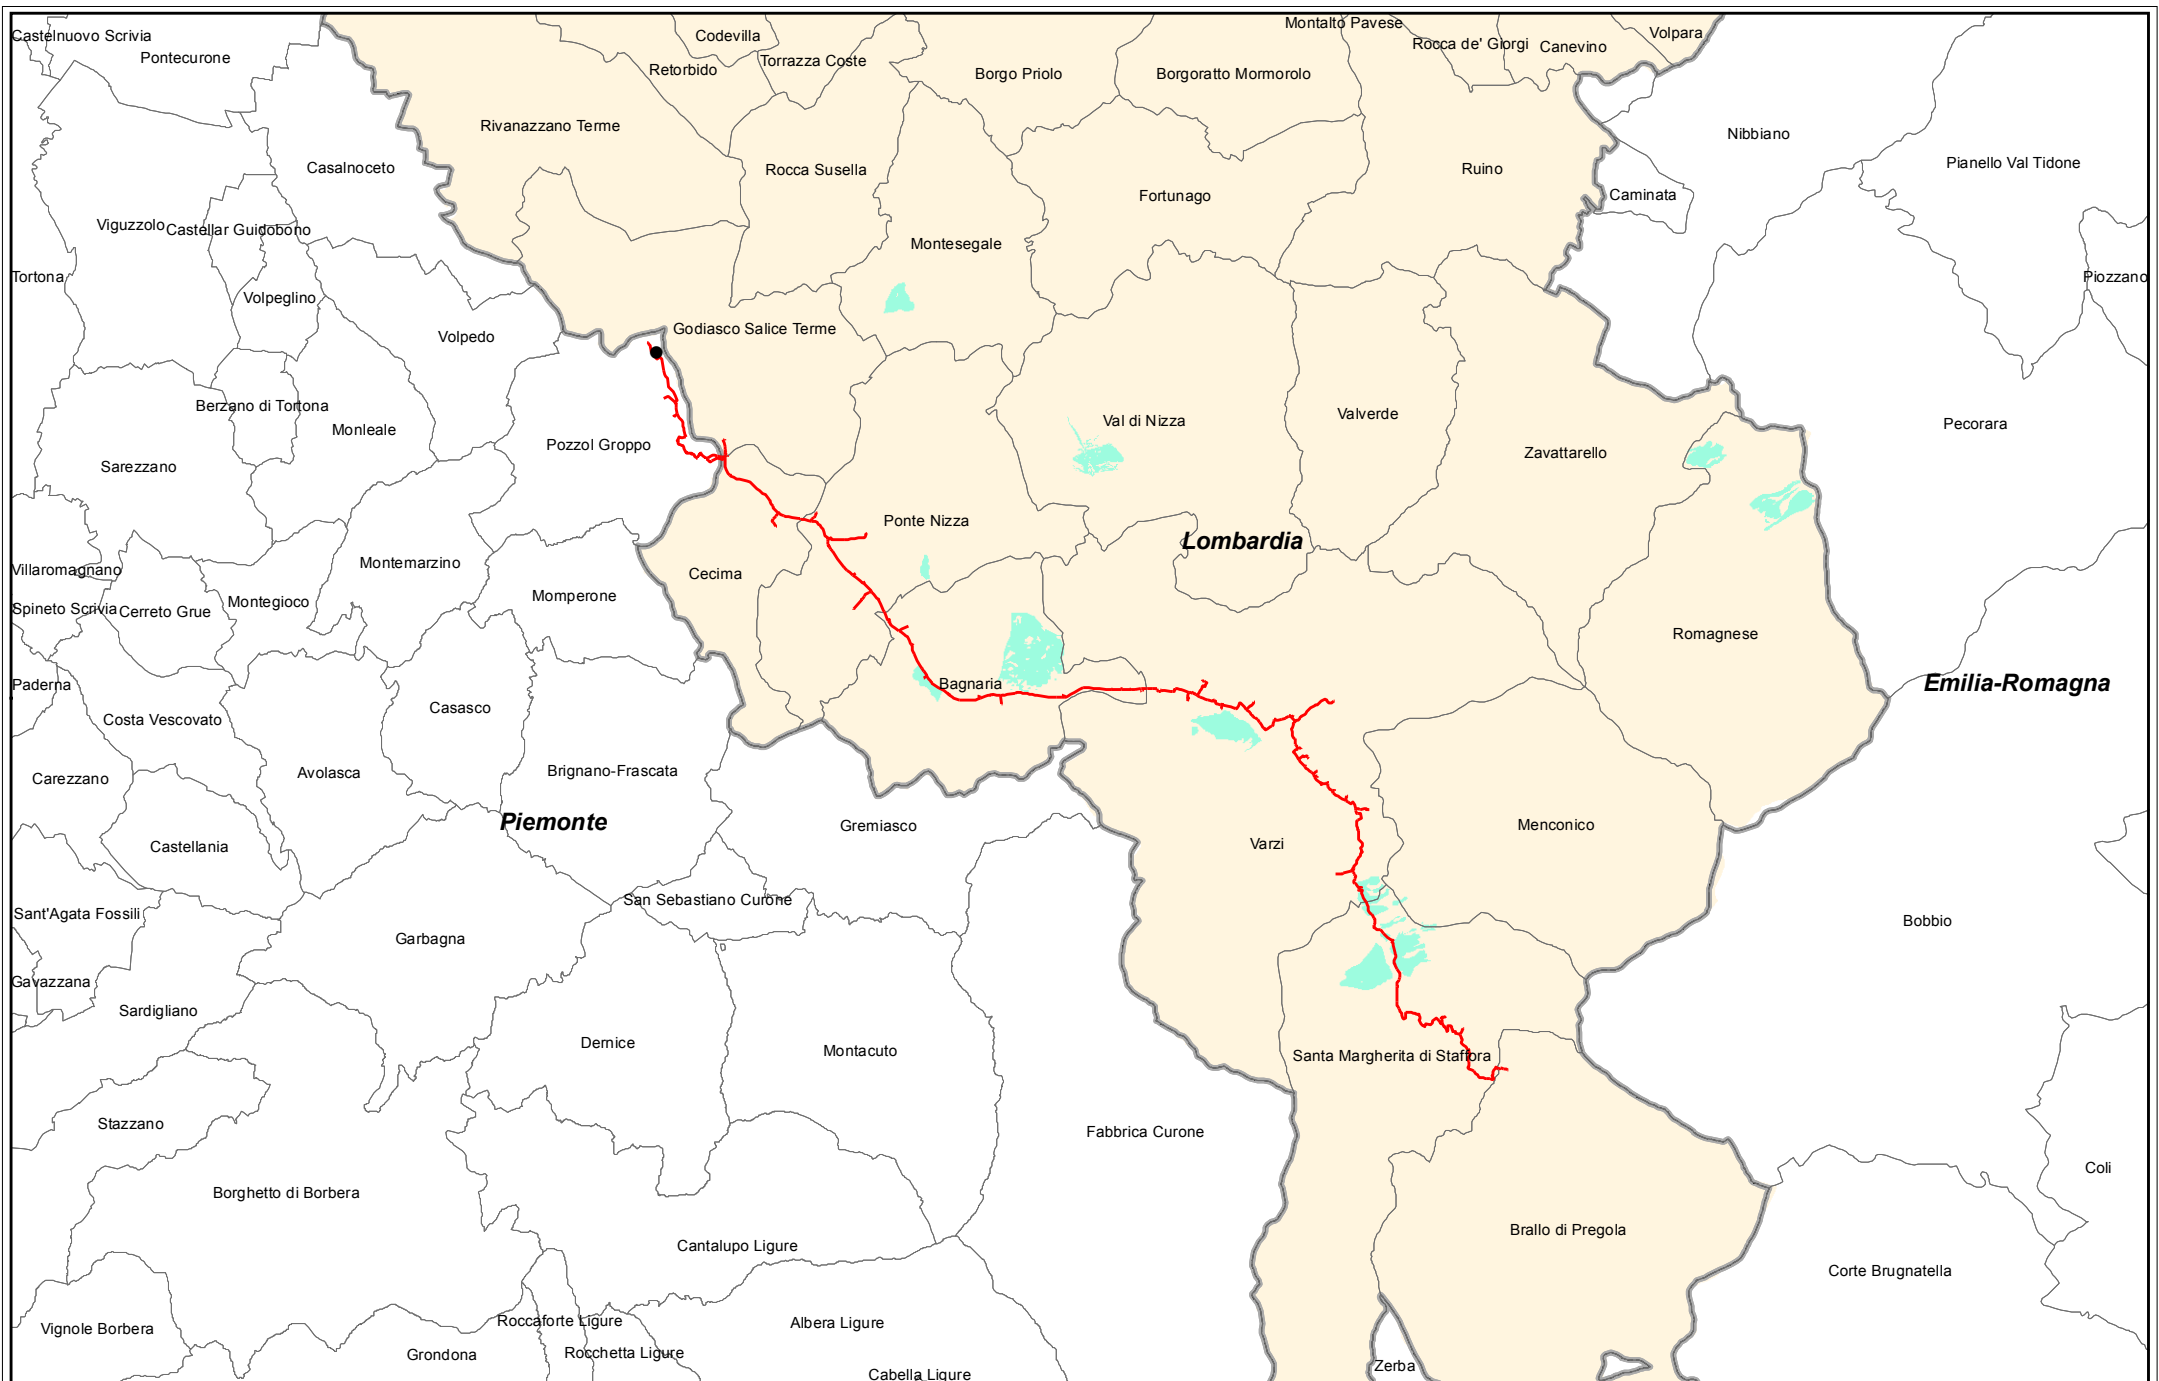 Montalto Pavese
Castelnuovo Scrivia
Codevilla
Volpara
Rocca de' Giorgi
Canevino
Pontecurone
Torrazza Coste
Retorbido
Borgo Priolo
Borgoratto Mormorolo
Rivanazzano Terme
Nibbiano
Casalnoceto
Rocca Susella
Ruino
Pianello Val Tidone
Fortunago
Caminata
Viguzzolo
Castellar Guidobono
Montesegale
Tortona
Piozzano
Volpeglino
Volpedo
Godiasco Salice Terme
Berzano di Tortona
Monleale
Pozzol Groppo
Val di Nizza
Valverde
Pecorara
Zavattarello
Sarezzano
Ponte Nizza
Lombardia
Villaromagnano
Montemarzino
Cecima
Momperone
Spineto Scrivia
Cerreto Grue
Montegioco
Romagnese
Paderna
Bagnaria
Emilia-Romagna
Costa Vescovato
Casasco
Carezzano
Avolasca
Brignano-Frascata
Piemonte
Gremiasco
Menconico
Castellania
Varzi
San Sebastiano Curone
Sant'Agata Fossili
Garbagna
Bobbio
Gavazzana
Sardigliano
Dernice
Montacuto
Santa Margherita di Staffora
Stazzano
Fabbrica Curone
Coli
Borghetto di Borbera
Brallo di Pregola
Cantalupo Ligure
Corte Brugnatella
Vignole Borbera
Roccaforte Ligure
Albera Ligure
Grondona
Rocchetta Ligure
Zerba
Cabella Ligure